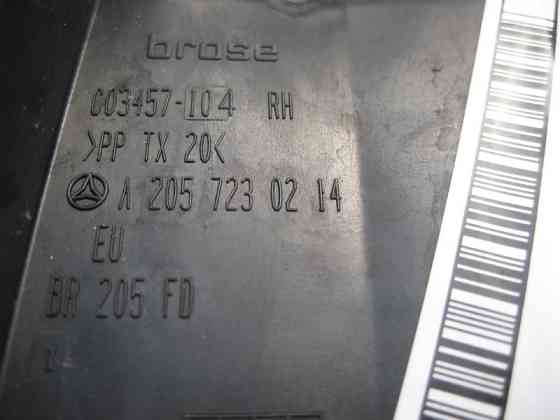 brose
C03457-104 RH
>PP TX 20<
A 205 723 02 14
EU
BR 205 FD